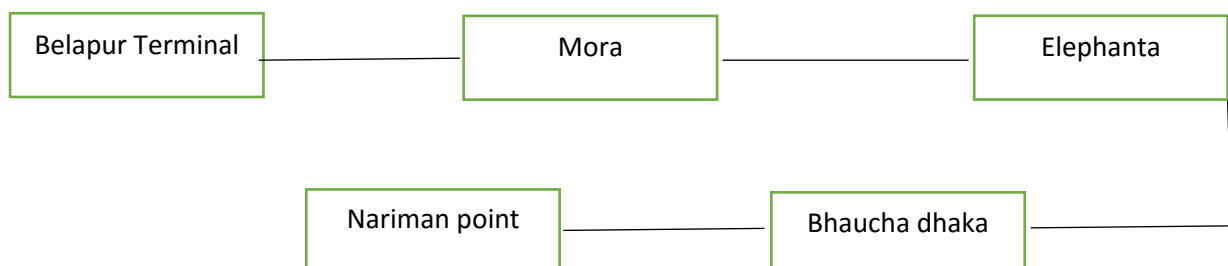 Belapur Terminal
Mora
Elephanta
Nariman point
Bhaucha dhaka